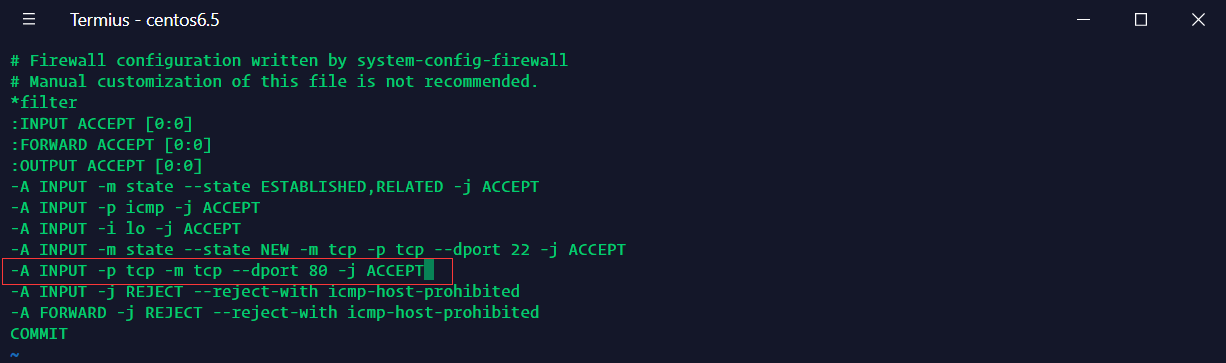 Termius - centos6.5
# Firewall configuration written by system-config-firewall
# Manual customization of this file is not recommended.
*filter
:INPUT ACCEPT [0:0]
:FORWARD ACCEPT [0:0]
:OUTPUT ACCEPT [0:0]
-A INPUT -m state --state ESTABLISHED,RELATED -j ACCEPT
-A INPUT -p icmp -j ACCEPT
-A INPUT -i lo -j ACCEPT
-A INPUT -m state --state NEW -m tcp -p tcp --dport 22 -j ACCEPT
-A INPUT -p tcp -m tcp --dport 80 -j ACCEPT
-A INPUT -j REJECT --reject-with icmp-host-prohibited
-A FORWARD -j REJECT --reject-with icmp-host-prohibited
COMMIT
~